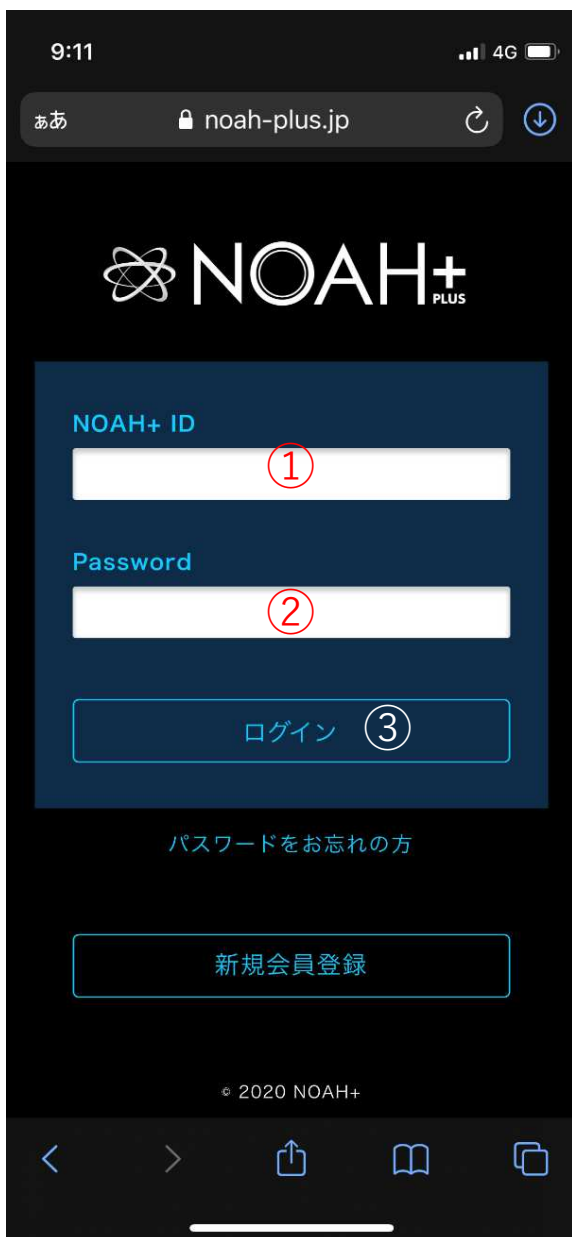 9:11 4G
ぁあ noah-plus.jp
NOAH+
PLUS
NOAH+ ID
①
Password
②
ログイン ③
パスワードをお忘れの方
新規会員登録
© 2020 NOAH+